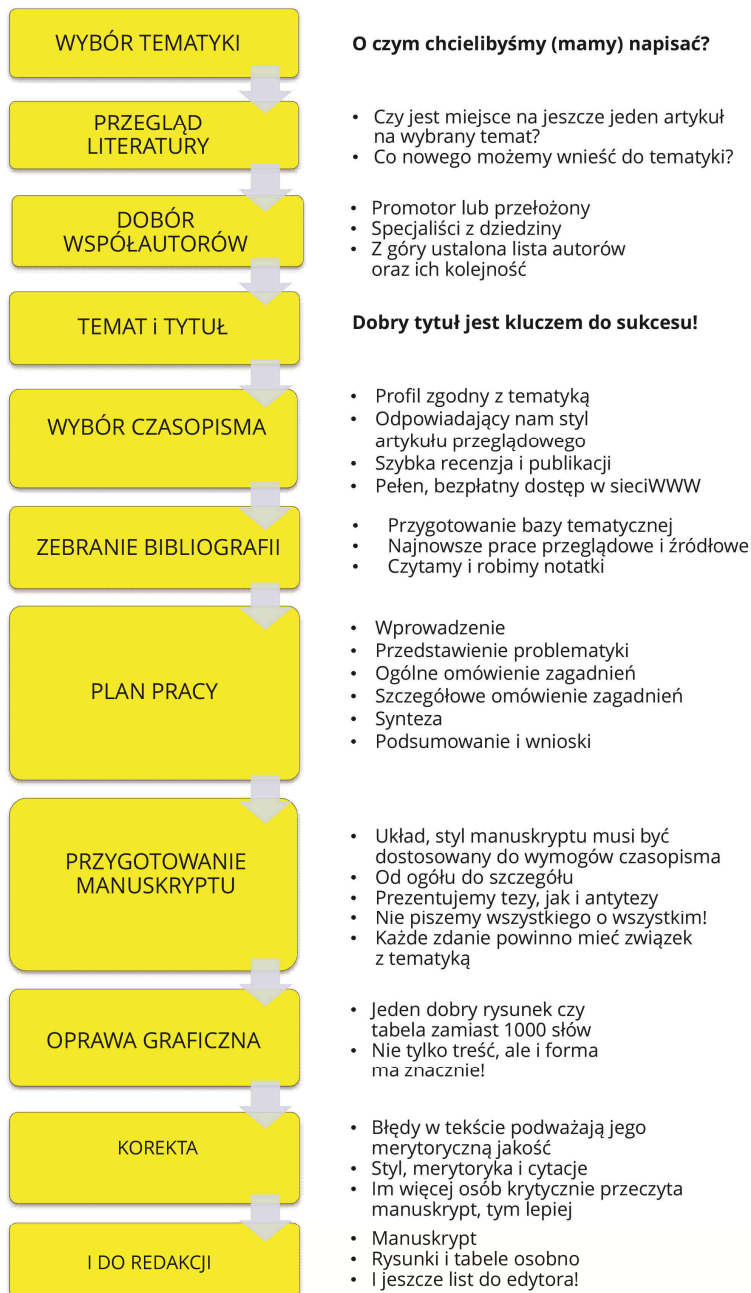 WYBÓR TEMATYKI
O czym chcielibyśmy (mamy) napisać?
PRZEGLĄD
LITERATURY
• Czy jest miejsce na jeszcze jeden artykuł
na wybrany temat?
• Co nowego możemy wnieść do tematyki?
DOBÓR
WSPÓŁAUTORÓW
• Promotor lub przełożony
• Specjaliści z dziedziny
• Z góry ustalona lista autorów
oraz ich kolejność
TEMAT i TYTUŁ
Dobry tytuł jest kluczem do sukcesu!
WYBÓR CZASOPISMA
• Profil zgodny z tematyką
• Odpowiadający nam styl
artykułu przeglądowego
• Szybka recenzja i publikacji
• Pełen, bezpłatny dostęp w sieciWWW
ZEBRANIE BIBLIOGRAFII
• Przygotowanie bazy tematycznej
• Najnowsze prace przeglądowe i źródłowe
• Czytamy i robimy notatki
PLAN PRACY
• Wprowadzenie
• Przedstawienie problematyki
• Ogólne omówienie zagadnień
• Szczegółowe omówienie zagadnień
• Synteza
• Podsumowanie i wnioski
PRZYGOTOWANIE
MANUSKRYPTU
• Układ, styl manuskryptu musi być
dostosowany do wymogów czasopisma
• Od ogółu do szczegółu
• Prezentujemy tezy, jak i antytezy
• Nie piszemy wszystkiego o wszystkim!
• Każde zdanie powinno mieć związek
z tematyką
OPRAWA GRAFICZNA
• Jeden dobry rysunek czy
tabela zamiast 1000 słów
• Nie tylko treść, ale i forma
ma znacznie!
KOREKTA
• Błędy w tekście podważają jego
merytoryczną jakość
• Styl, merytoryka i cytacje
• Im więcej osób krytycznie przeczyta
manuskrypt, tym lepiej
I DO REDAKCJI
• Manuskrypt
• Rysunki i tabele osobno
• I jeszcze list do edytora!